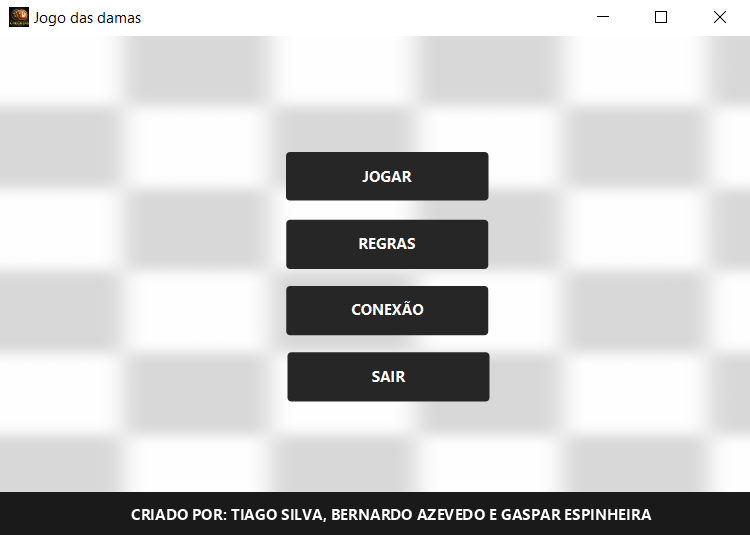 Jogo das damas
JOGAR
REGRAS
CONEXÃO
SAIR
CRIADO POR: TIAGO SILVA, BERNARDO AZEVEDO E GASPAR ESPINHEIRA